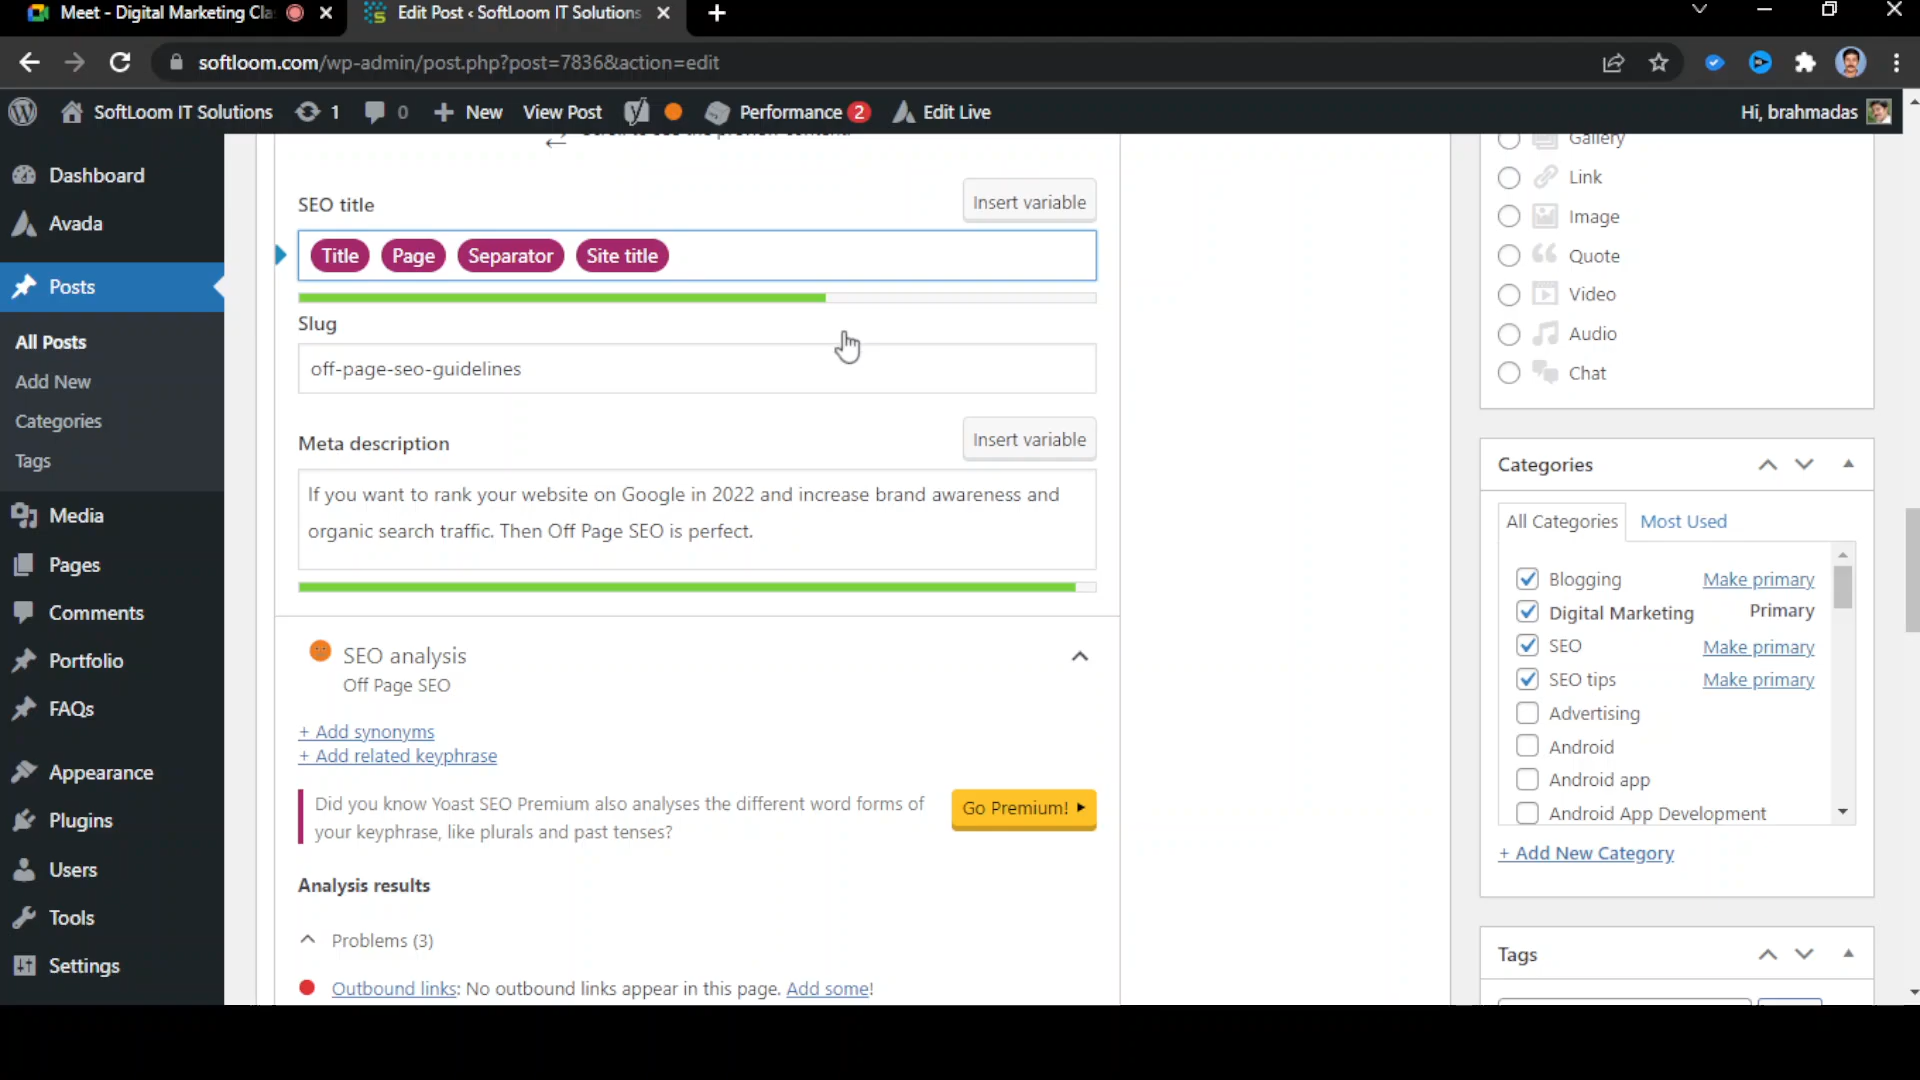 Meet - Digital Marketing Cla
Edit Post ‹ SoftLoom IT Solutions
softloom.com/wp-admin/post.php?post=7836&action=edit
SoftLoom IT Solutions
1
0
New
View Post
Performance 2
Edit Live
Hi, brahmadas
Dashboard
Avada
Posts
All Posts
Add New
Categories
Tags
Media
Pages
Comments
Portfolio
FAQs
Appearance
Plugins
Users
Tools
Settings
SEO title
Insert variable
Title Page Separator Site title
Slug
off-page-seo-guidelines
Meta description
Insert variable
If you want to rank your website on Google in 2022 and increase brand awareness and
organic search traffic. Then Off Page SEO is perfect.
SEO analysis
Off Page SEO
+ Add synonyms
+ Add related keyphrase
Did you know Yoast SEO Premium also analyses the different word forms of
your keyphrase, like plurals and past tenses?
Go Premium!
Analysis results
Problems (3)
Outbound links: No outbound links appear in this page. Add some!
Gallery
Link
Image
Quote
Video
Audio
Chat
Categories
All Categories
Most Used
Blogging Make primary
Digital Marketing Primary
SEO Make primary
SEO tips Make primary
Advertising
Android
Android app
Android App Development
+ Add New Category
Tags